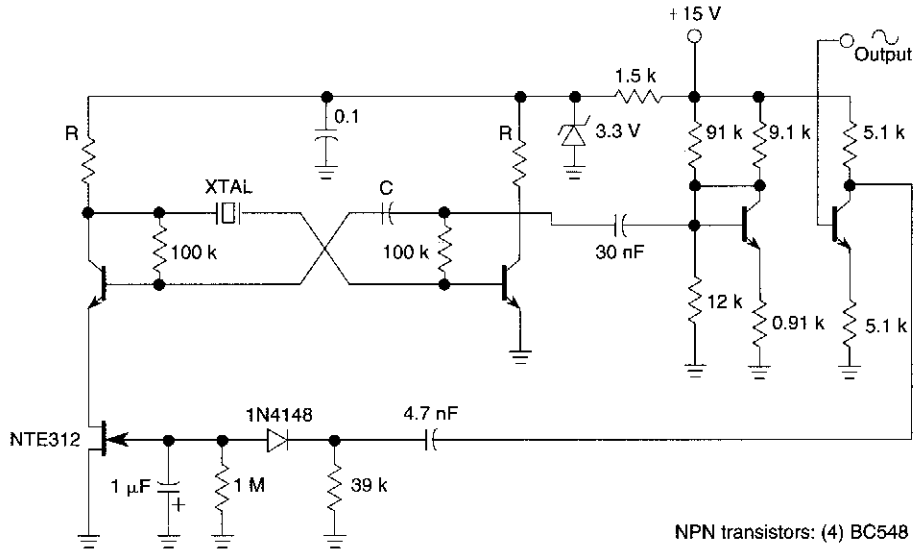 + 15 V
Output
1.5 k
R
0.1
R
3.3 V
91 k
9.1 k
5.1 k
XTAL
C
100 k
100 k
30 nF
12 k
0.91 k
5.1 k
NTE312
1N4148
4.7 nF
1 µF
+
1 M
39 k
NPN transistors: (4) BC548